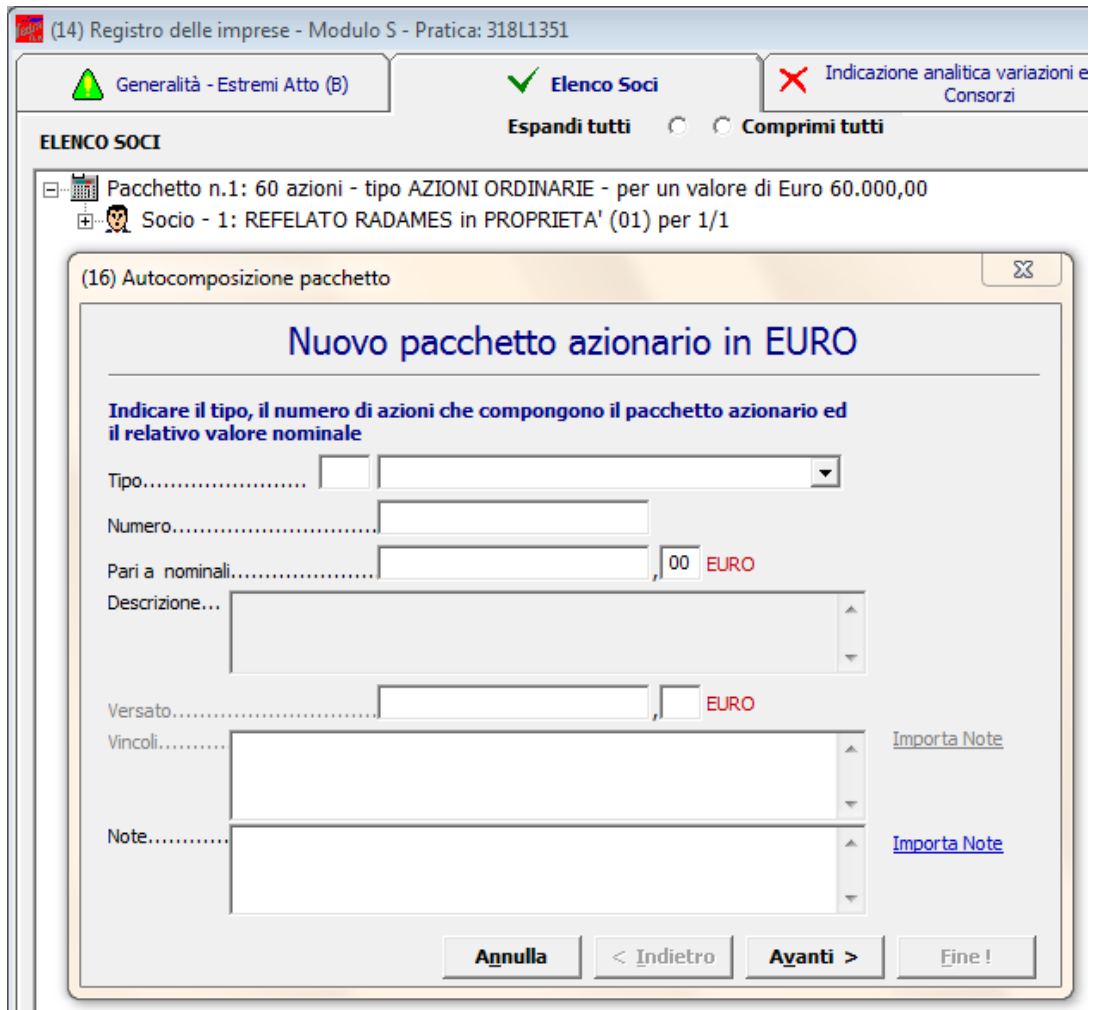 (14) Registro delle imprese - Modulo S - Pratica: 318L1351
Generalità - Estremi Atto (B)
Elenco Soci
Indicazione analitica variazioni e
Consorzi
ELENCO SOCI
Espandi tutti
Comprimi tutti
Pacchetto n.1: 60 azioni - tipo AZIONI ORDINARIE - per un valore di Euro 60.000,00
Socio - 1: REFELATO RADAMES in PROPRIETA' (01) per 1/1
(16) Autocomposizione pacchetto
Nuovo pacchetto azionario in EURO
Indicare il tipo, il numero di azioni che compongono il pacchetto azionario ed
il relativo valore nominale
Tipo........................
Numero..............................
Pari a nominali.....................
,00 EURO
Descrizione...
Versato..............................
, EURO
Vincoli..........
Importa Note
Note............
Importa Note
Annulla
< Indietro
Avanti >
Fine !